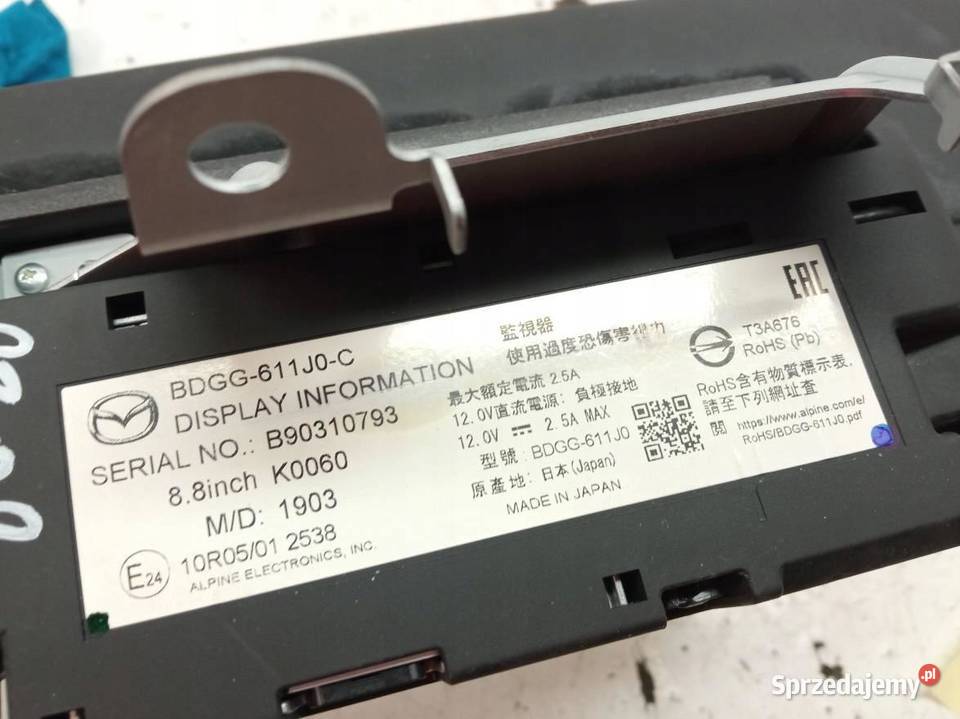 BDGG-611J0-C
DISPLAY INFORMATION
SERIAL NO.: B90310793
8.8inch K0060
M/D: 1903
E24
10R05/01 2538
ALPINE ELECTRONICS, INC.
監視器
使用過度恐傷害視力
最大額定電流 2.5A
12.0V直流電源: 負極接地
12.0V 2.5A MAX
型號: BDGG-611J0
原產地: 日本(Japan)
MADE IN JAPAN
EAC
T3A676
RoHS (Pb)
RoHS含有物質標示表,
請至下列網址查
閱
https://www.alpine.com/e/
RoHS/BDGG-611J0.pdf
Sprzedajemy.pl